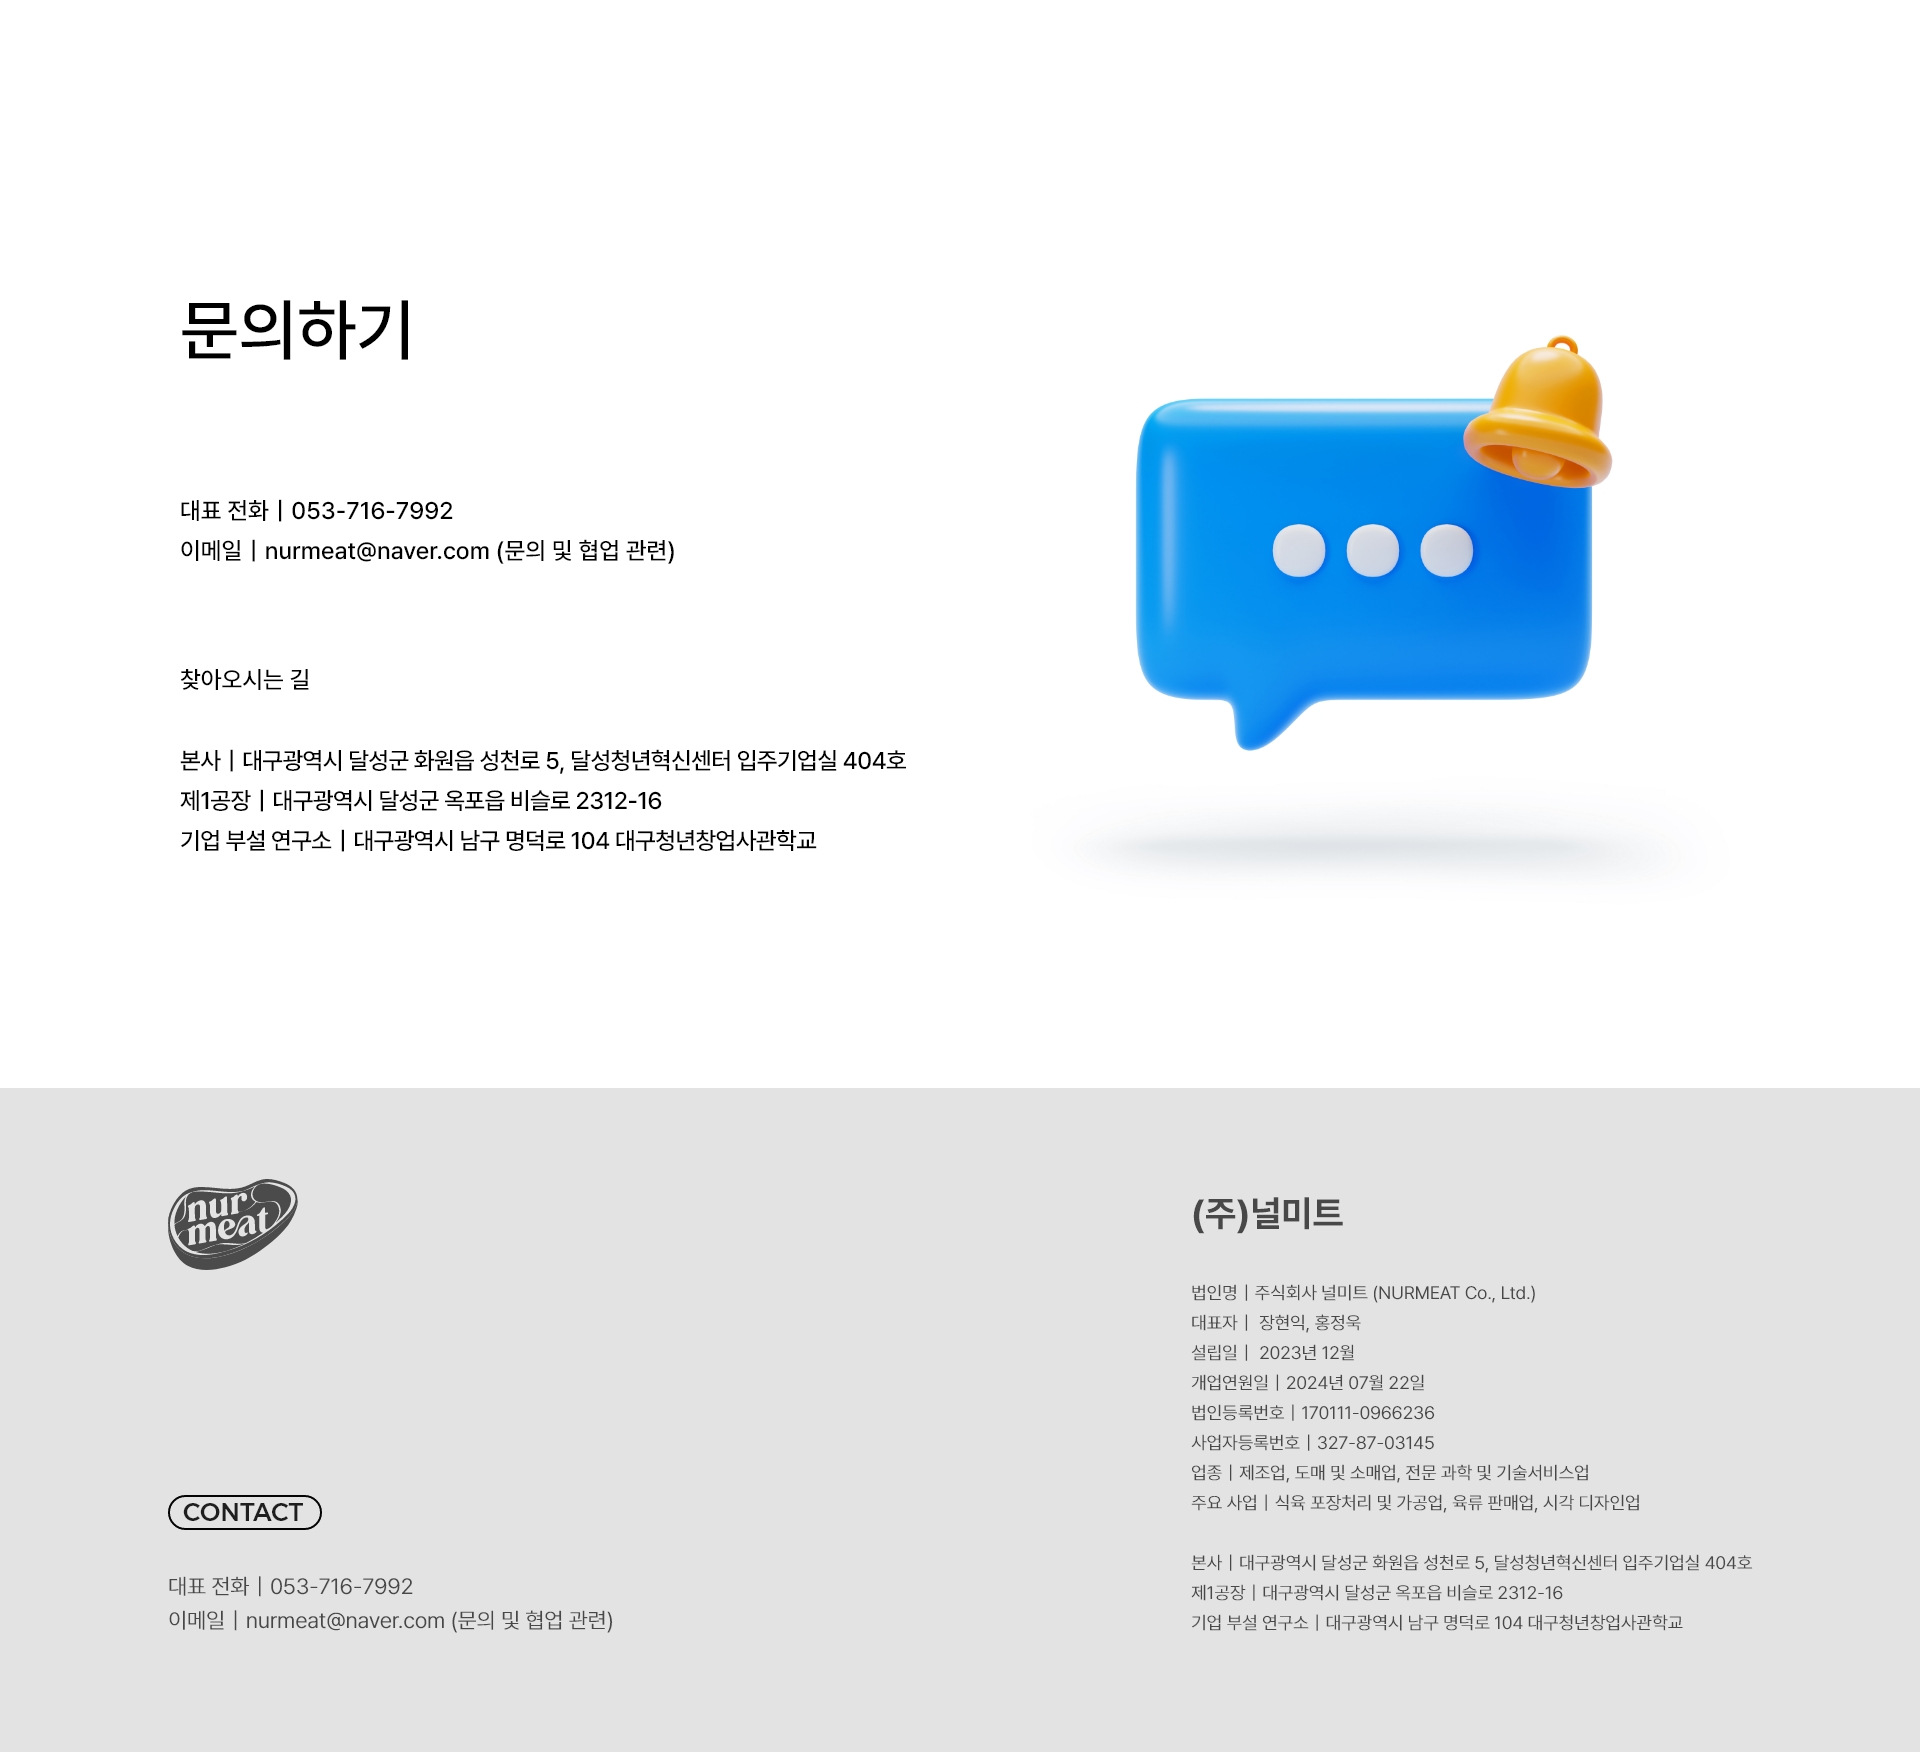 문의하기
대표 전화 | 053-716-7992
이메일 | nurmeat@naver.com (문의 및 협업 관련)
찾아오시는 길
본사 | 대구광역시 달성군 화원읍 성천로 5, 달성청년혁신센터 입주기업실 404호
제1공장 | 대구광역시 달성군 옥포읍 비슬로 2312-16
기업 부설 연구소 | 대구광역시 남구 명덕로 104 대구청년창업사관학교
nur
meat
CONTACT
대표 전화 | 053-716-7992
이메일 | nurmeat@naver.com (문의 및 협업 관련)
(주)널미트
법인명 | 주식회사 널미트 (NURMEAT Co., Ltd.)
대표자 | 장현익, 홍정욱
설립일 | 2023년 12월
개업연원일 | 2024년 07월 22일
법인등록번호 | 170111-0966236
사업자등록번호 | 327-87-03145
업종 | 제조업, 도매 및 소매업, 전문 과학 및 기술서비스업
주요 사업 | 식육 포장처리 및 가공업, 육류 판매업, 시각 디자인업
본사 | 대구광역시 달성군 화원읍 성천로 5, 달성청년혁신센터 입주기업실 404호
제1공장 | 대구광역시 달성군 옥포읍 비슬로 2312-16
기업 부설 연구소 | 대구광역시 남구 명덕로 104 대구청년창업사관학교